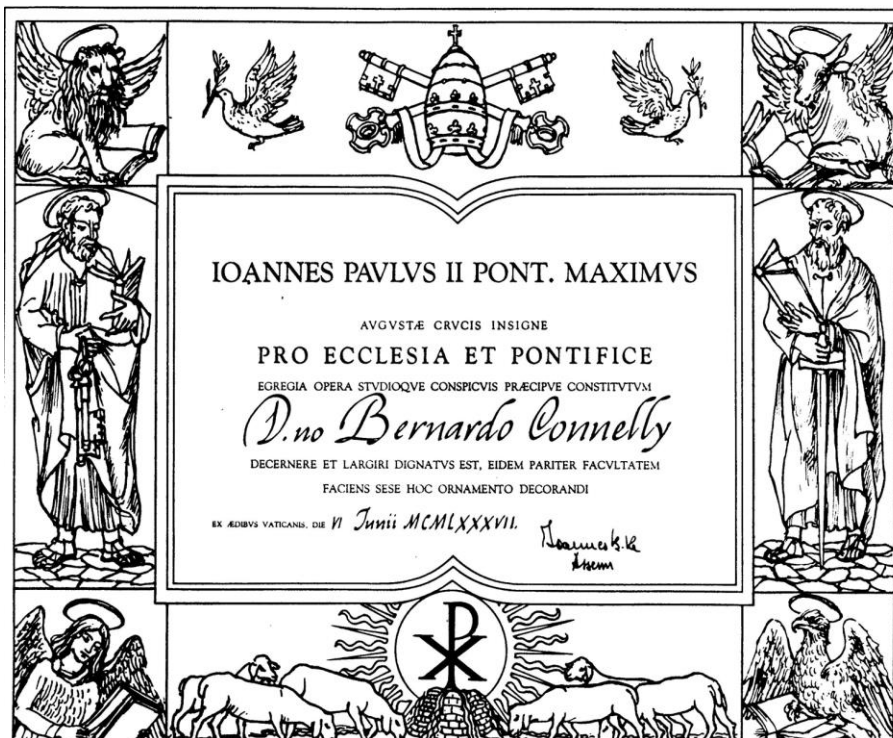 IOANNES PAVLVS II PONT. MAXIMVS
AVGVSTÆ CRVCIS INSIGNE
PRO ECCLESIA ET PONTIFICE
EGREGIA OPERA STVDIOQVE CONSPICVIS PRÆCIPVE CONSTITVTVM
D.no Bernardo Connelly
DECERNERE ET LARGIRI DIGNATVS EST, EIDEM PARITER FACVLTATEM
FACIENS SESE HOC ORNAMENTO DECORANDI
EX ÆDIBVS VATICANIS, DIE VI Junii MCMLXXXVII.